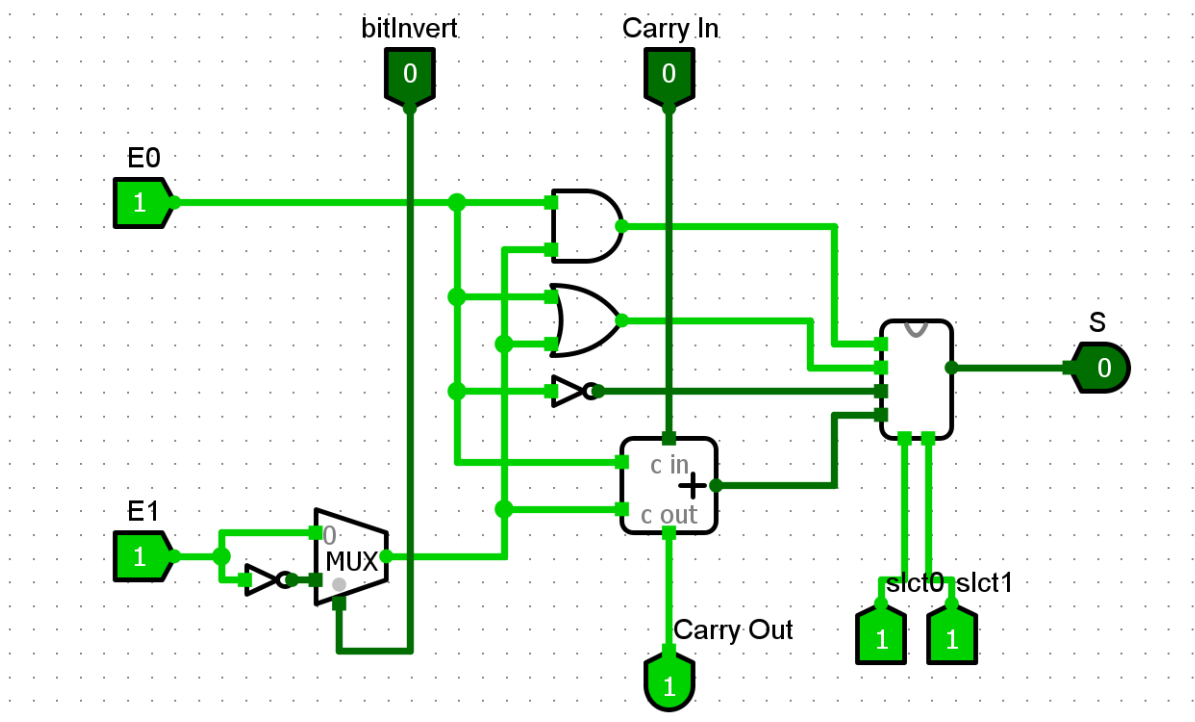 bitInvert
Carry In
0
0
E0
1
S
0
c in
+
c out
E1
1
0
MUX
slct0
slct1
Carry Out
1
1
1